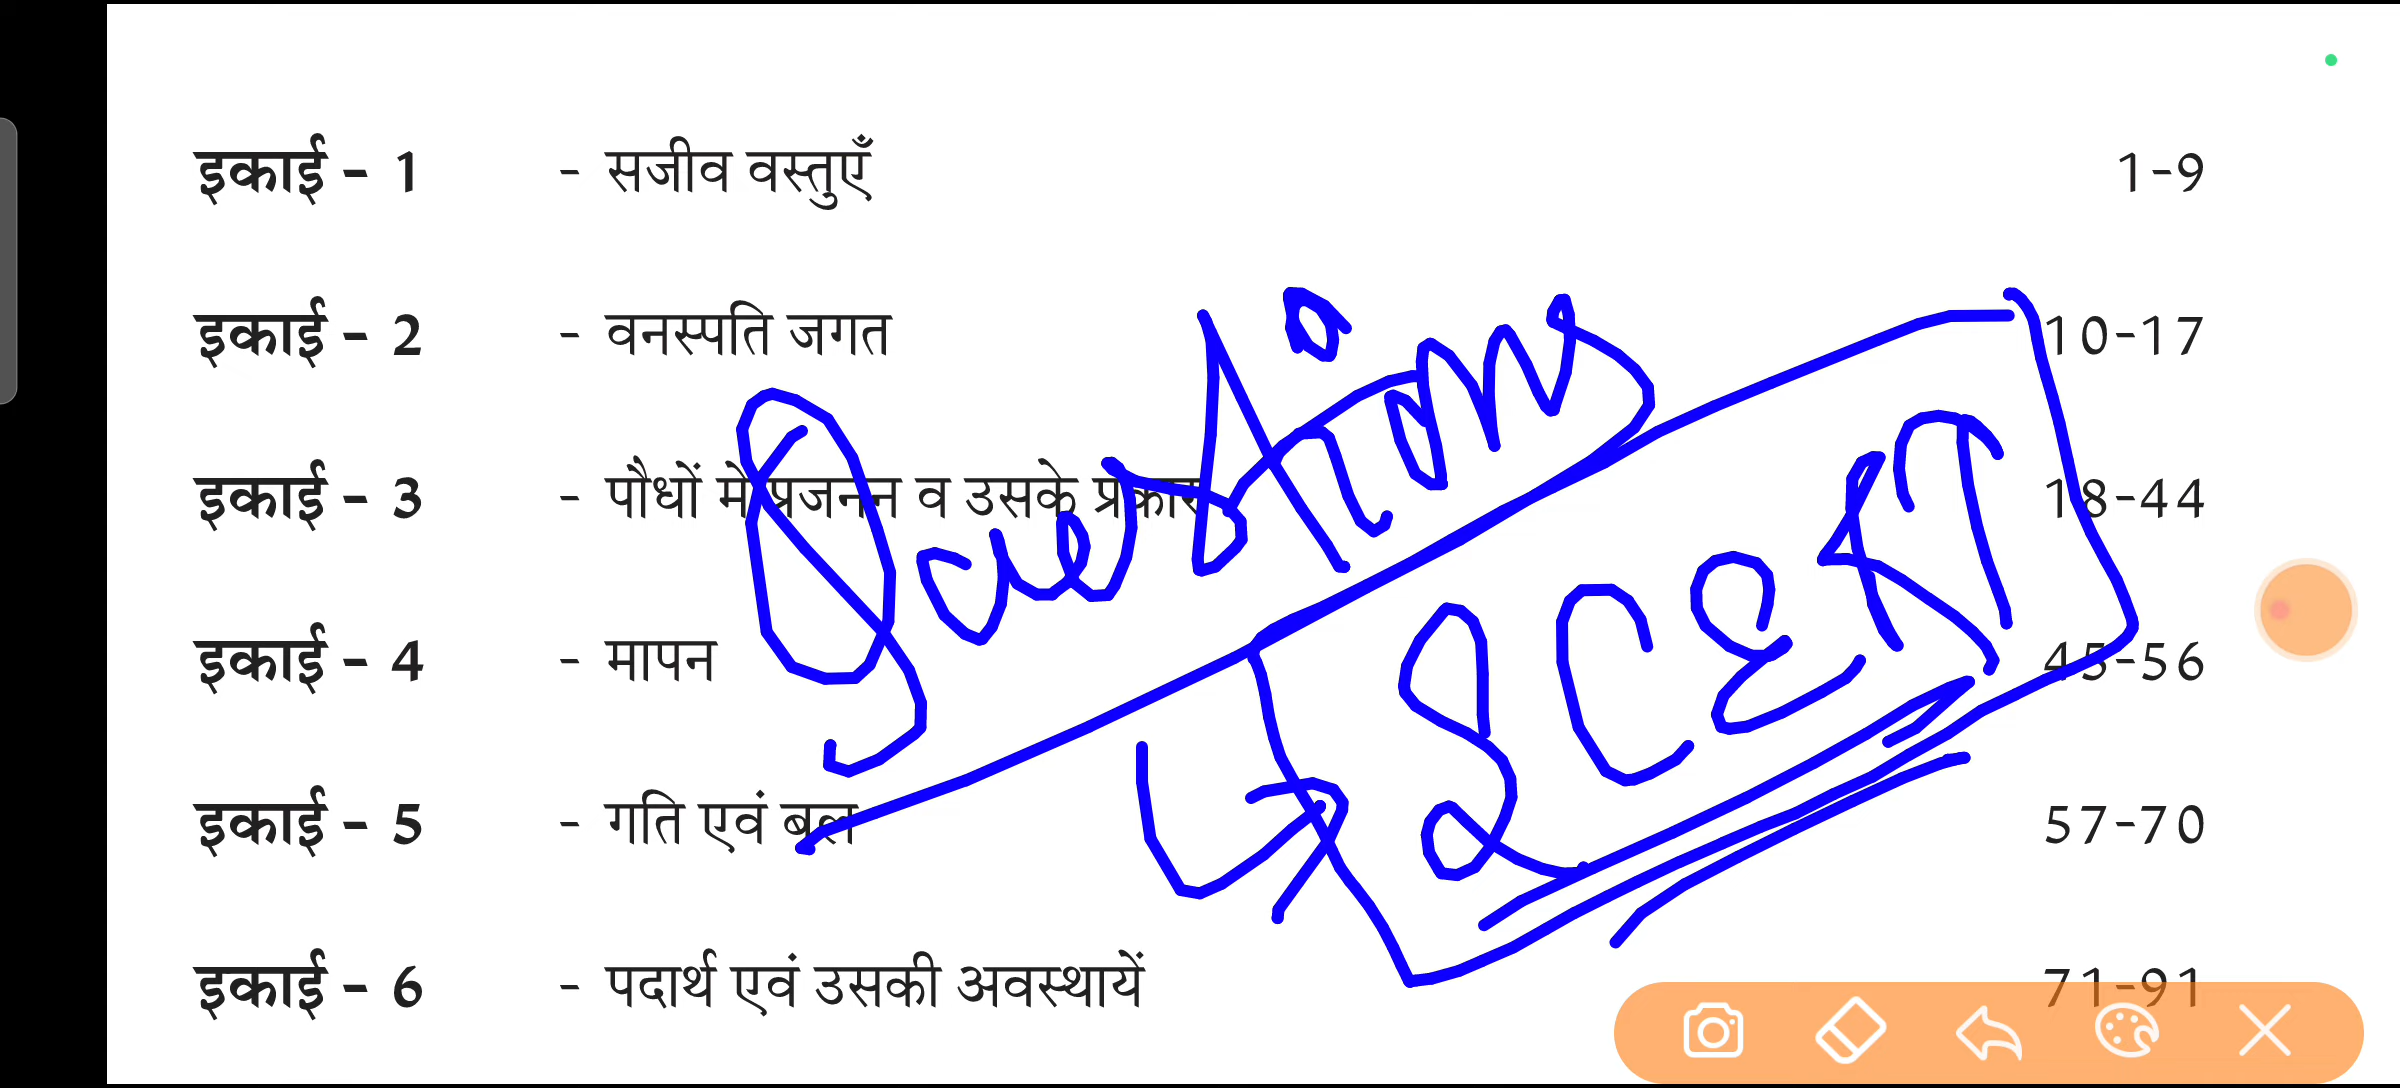 इकाई - 1 - सजीव वस्तुएँ 1-9
इकाई - 2 - वनस्पति जगत 10-17
इकाई - 3 - पौधों में प्रजनन व उसके प्रकार 18-44
इकाई - 4 - मापन 45-56
इकाई - 5 - गति एवं बल 57-70
इकाई - 6 - पदार्थ एवं उसकी अवस्थायें 71-91
Questions
SCERT